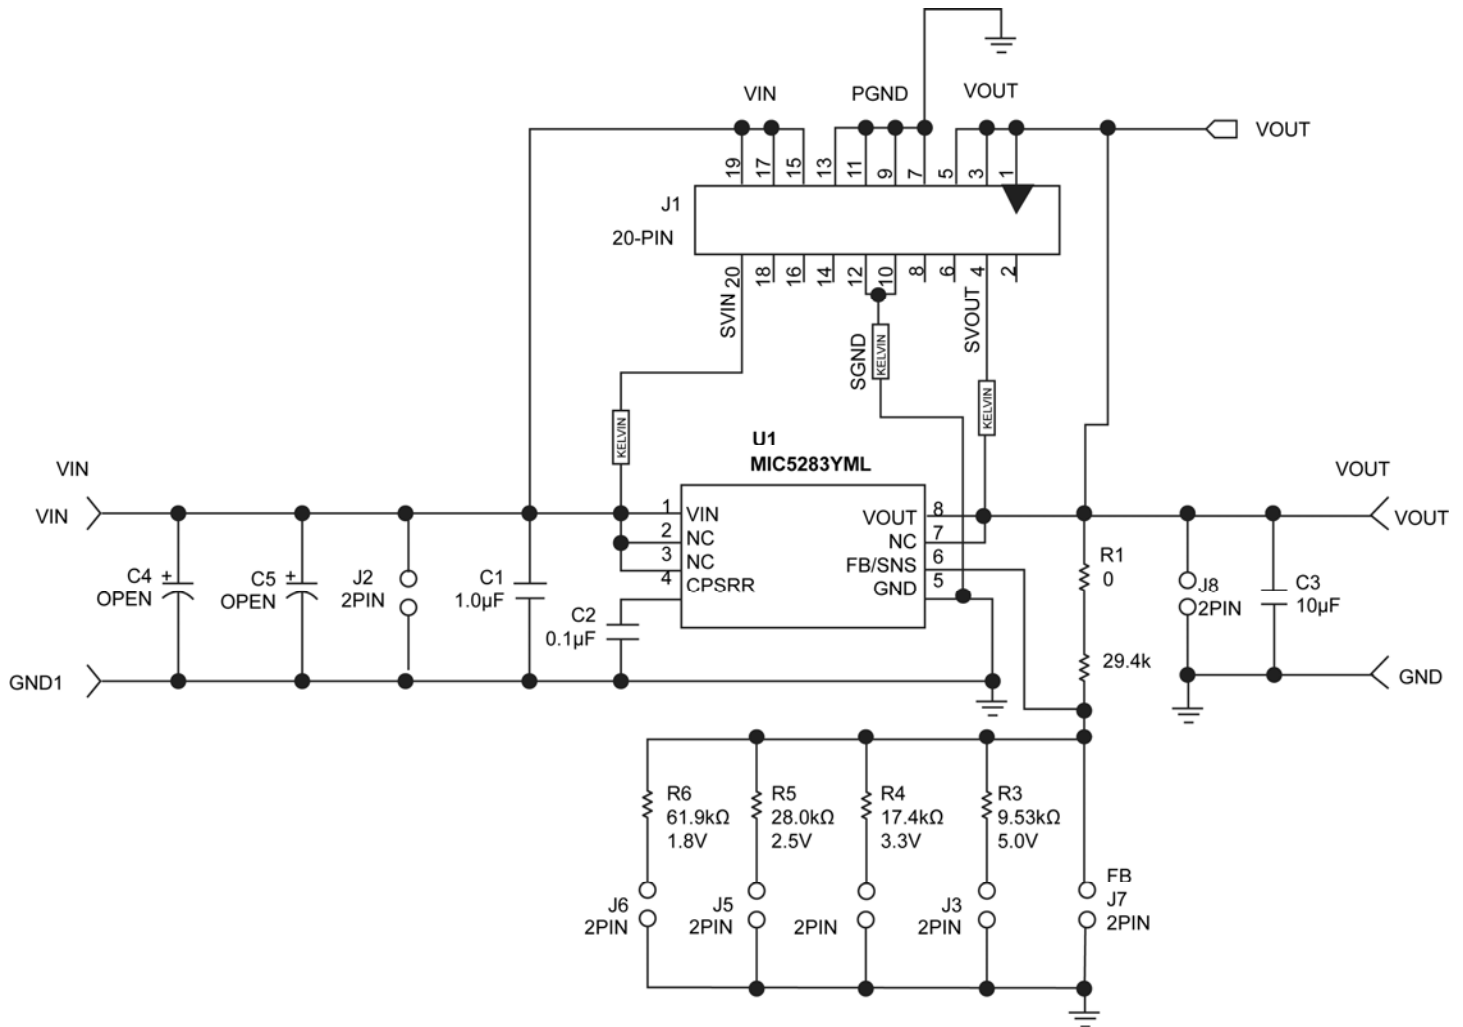 VIN
PGND
VOUT
VOUT
19
17
15
13
11
9
7
5
3
1
J1
20-PIN
20
18
16
14
12
10
8
6
4
2
SVIN
SGND
SVOUT
KELVIN
KELVIN
KELVIN
U1
MIC5283YML
VIN
VIN
VOUT
VOUT
1
2
3
4
VIN
NC
NC
CPSRR
VOUT
NC
FB/SNS
GND
8
7
6
5
C4
OPEN
+
C5
OPEN
+
J2
2PIN
C1
1.0µF
C2
0.1µF
R1
0
29.4k
J8
2PIN
C3
10µF
GND1
GND
R6
61.9kΩ
1.8V
R5
28.0kΩ
2.5V
R4
17.4kΩ
3.3V
R3
9.53kΩ
5.0V
J6
2PIN
J5
2PIN
2PIN
J3
2PIN
FB
J7
2PIN